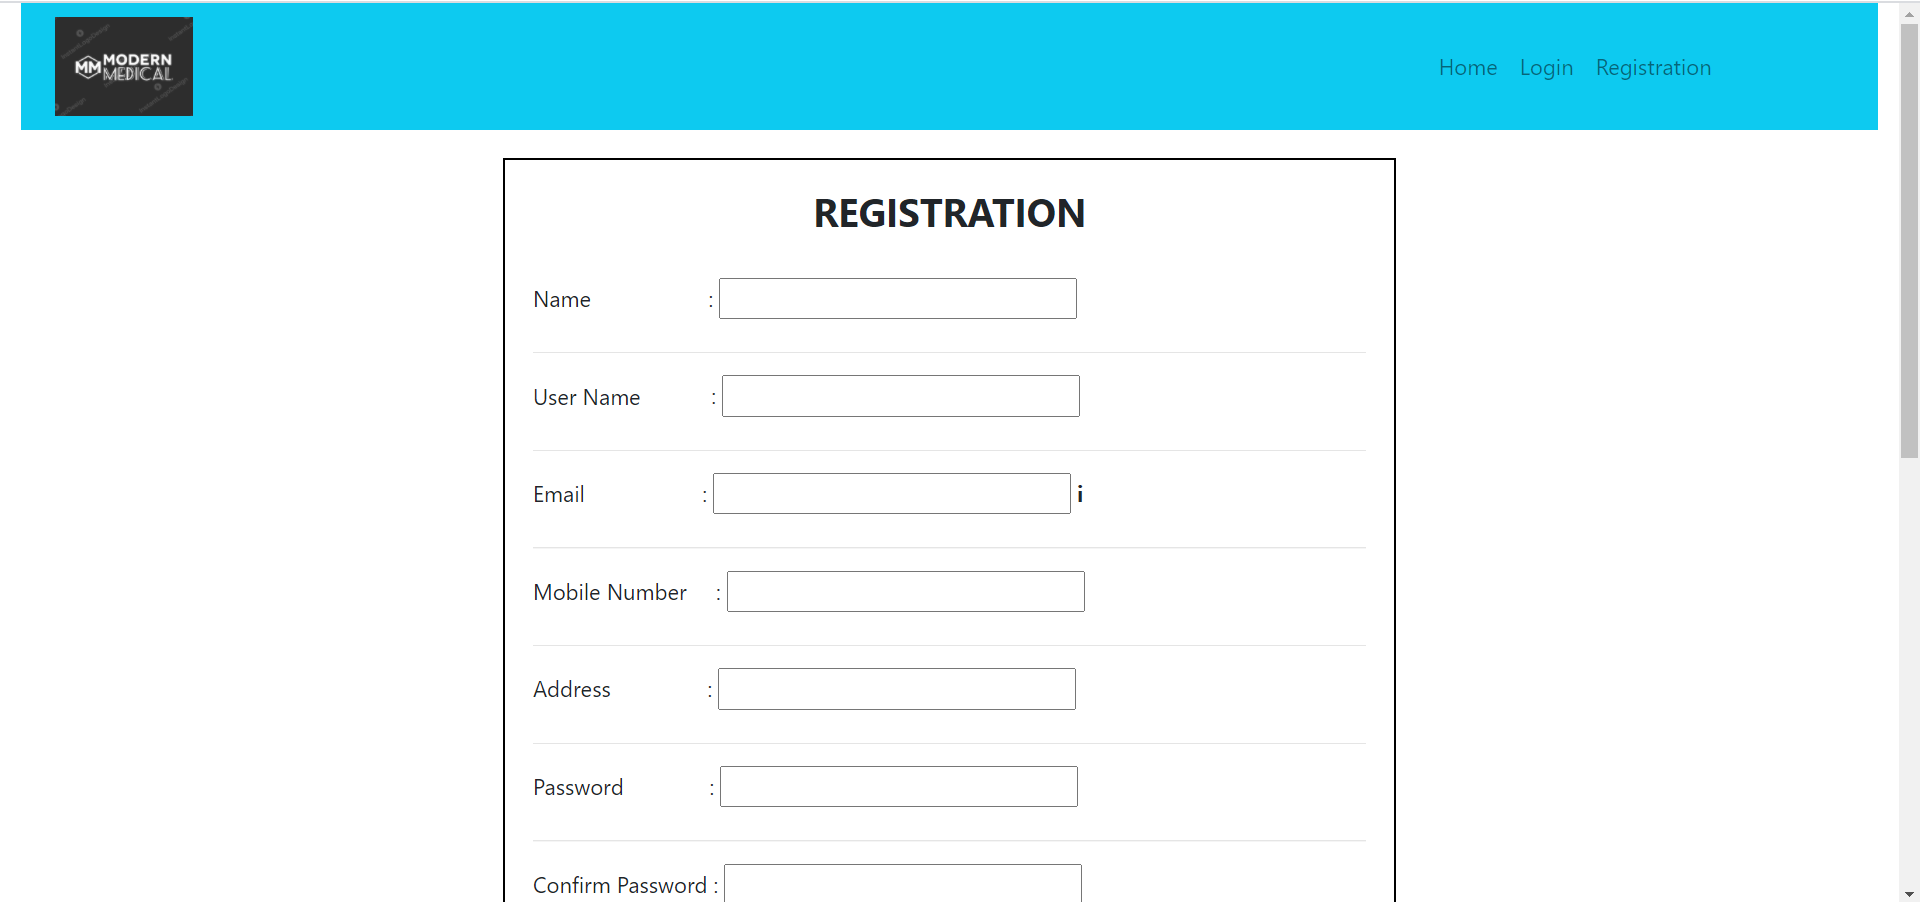 MM MODERN
MEDICAL
Home Login Registration
REGISTRATION
Name :
User Name :
Email : i
Mobile Number :
Address :
Password :
Confirm Password :